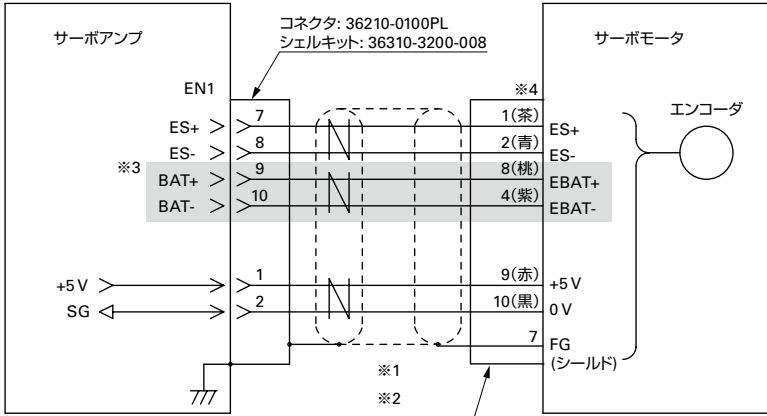 コネクタ: 36210-0100PL
シェルキット: 36310-3200-008
サーボアンプ
サーボモータ
EN1
※4
エンコーダ
ES+ 7 1(茶) ES+
ES- 8 2(青) ES-
※3
BAT+ 9 8(桃) EBAT+
BAT- 10 4(紫) EBAT-
+5V 1 9(赤) +5V
SG 2 10(黒) 0V
7 FG
(シールド)
※1
※2